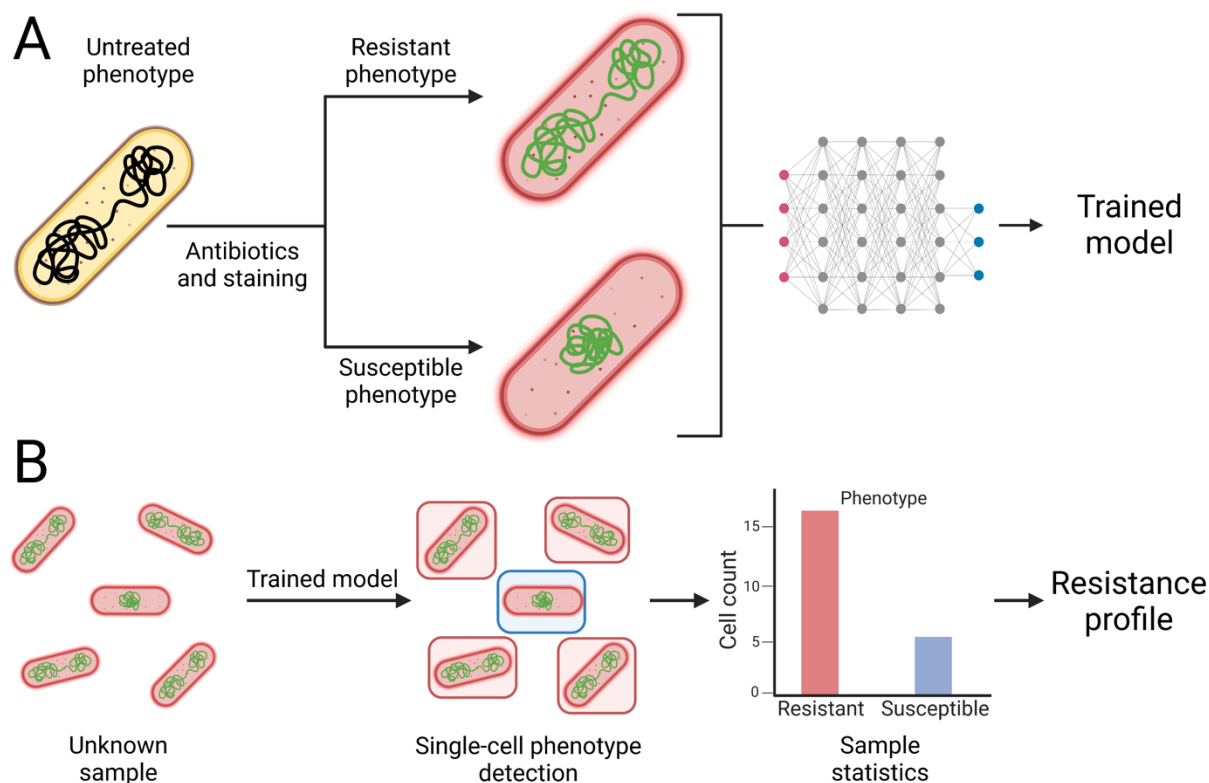 A
Untreated
phenotype
Resistant
phenotype
Antibiotics
and staining
Susceptible
phenotype
Trained
model
B
Trained model
Unknown
sample
Single-cell phenotype
detection
Phenotype
Cell count
15
10
5
0
Resistant
Susceptible
Sample
statistics
Resistance
profile